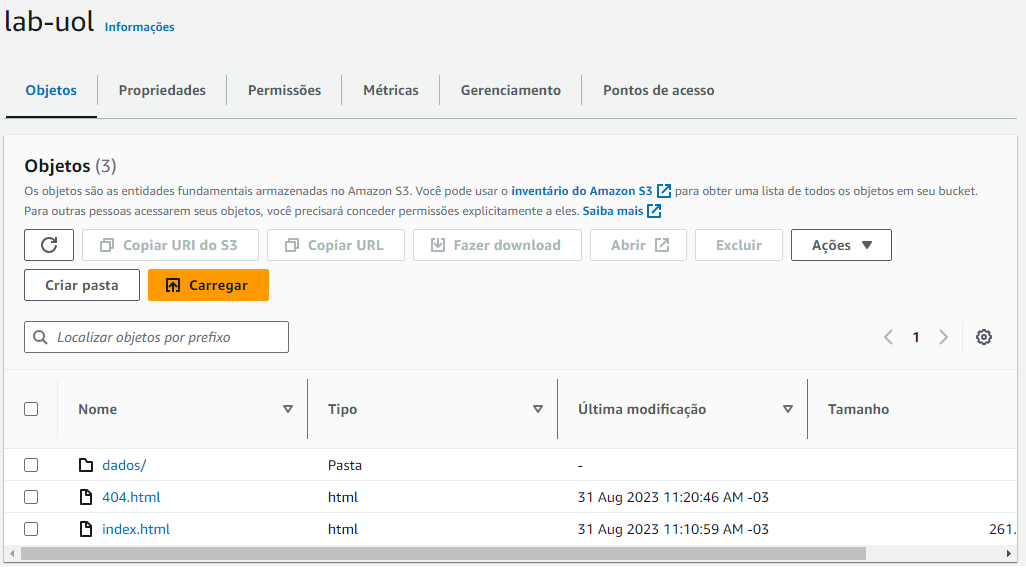 lab-uol Informações
Objetos Propriedades Permissões Métricas Gerenciamento Pontos de acesso
Objetos (3)
Os objetos são as entidades fundamentais armazenadas no Amazon S3. Você pode usar o inventário do Amazon S3 para obter uma lista de todos os objetos em seu bucket.
Para outras pessoas acessarem seus objetos, você precisará conceder permissões explicitamente a eles. Saiba mais
Copiar URI do S3 Copiar URL Fazer download Abrir Excluir Ações
Criar pasta Carregar
Localizar objetos por prefixo 1
Nome Tipo Última modificação Tamanho
dados/ Pasta -
404.html html 31 Aug 2023 11:20:46 AM -03
index.html html 31 Aug 2023 11:10:59 AM -03 261.